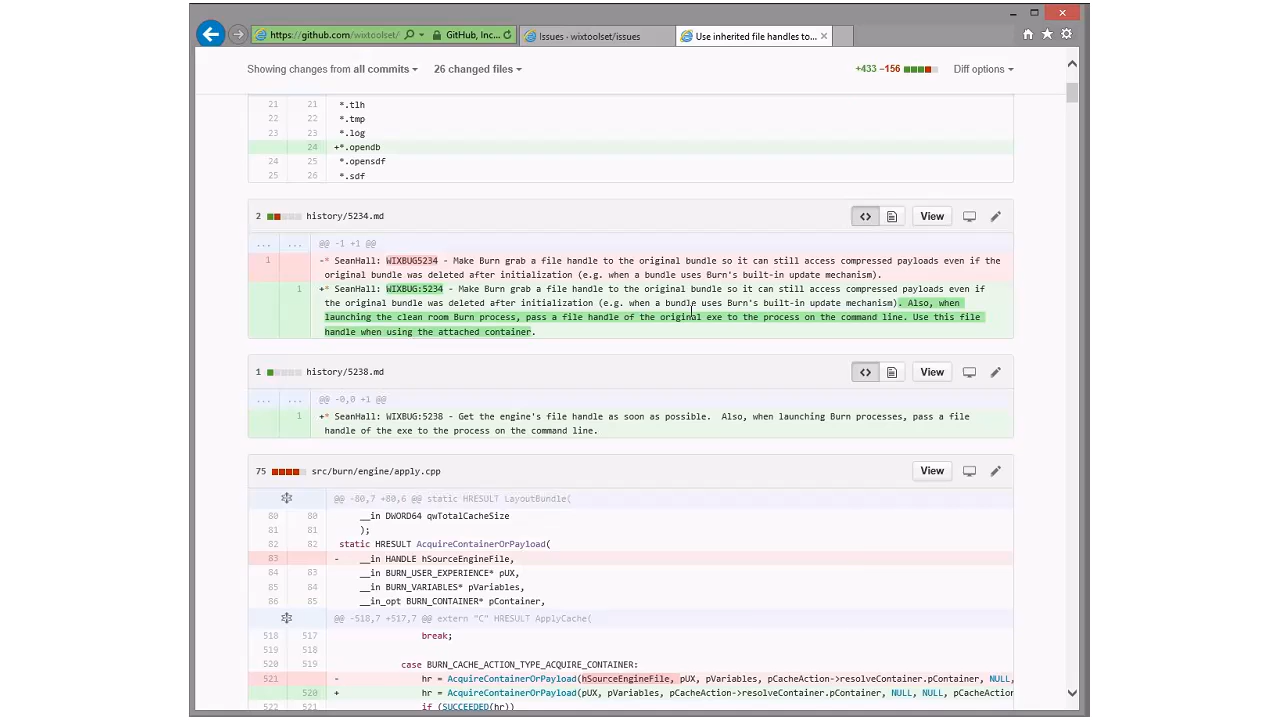 https://github.com/wixtoolset/ GitHub, Inc... Issues · wixtoolset/issues Use inherited file handles to...
Showing changes from all commits 26 changed files +433 −156 Diff options
21 21 *.tlh
22 22 *.tmp
23 23 *.log
24 +*.opendb
24 25 *.opensdf
25 26 *.sdf
2 history/5234.md View
... ... @@ -1 +1 @@
1 -* SeanHall: WIXBUG5234 - Make Burn grab a file handle to the original bundle so it can still access compressed payloads even if the
original bundle was deleted after initialization (e.g. when a bundle uses Burn's built-in update mechanism).
1 +* SeanHall: WIXBUG:5234 - Make Burn grab a file handle to the original bundle so it can still access compressed payloads even if
the original bundle was deleted after initialization (e.g. when a bundle uses Burn's built-in update mechanism). Also, when
launching the clean room Burn process, pass a file handle of the original exe to the process on the command line. Use this file
handle when using the attached container.
1 history/5238.md View
... ... @@ -0,0 +1 @@
1 +* SeanHall: WIXBUG:5238 - Get the engine's file handle as soon as possible.  Also, when launching Burn processes, pass a file
handle of the exe to the process on the command line.
75 src/burn/engine/apply.cpp View
@@ -80,7 +80,6 @@ static HRESULT LayoutBundle(
80 80 __in DWORD64 qwTotalCacheSize
81 81 );
82 82 static HRESULT AcquireContainerOrPayload(
83 - __in HANDLE hSourceEngineFile,
84 83 __in BURN_USER_EXPERIENCE* pUX,
85 84 __in BURN_VARIABLES* pVariables,
86 85 __in_opt BURN_CONTAINER* pContainer,
@@ -518,7 +517,7 @@ extern "C" HRESULT ApplyCache(
518 517 break;
519 518
520 519 case BURN_CACHE_ACTION_TYPE_ACQUIRE_CONTAINER:
521 - hr = AcquireContainerOrPayload(hSourceEngineFile, pUX, pVariables, pCacheAction->resolveContainer.pContainer, NULL,
520 + hr = AcquireContainerOrPayload(pUX, pVariables, pCacheAction->resolveContainer.pContainer, NULL, NULL, pCacheAction
522 521 if (SUCCEEDED(hr))